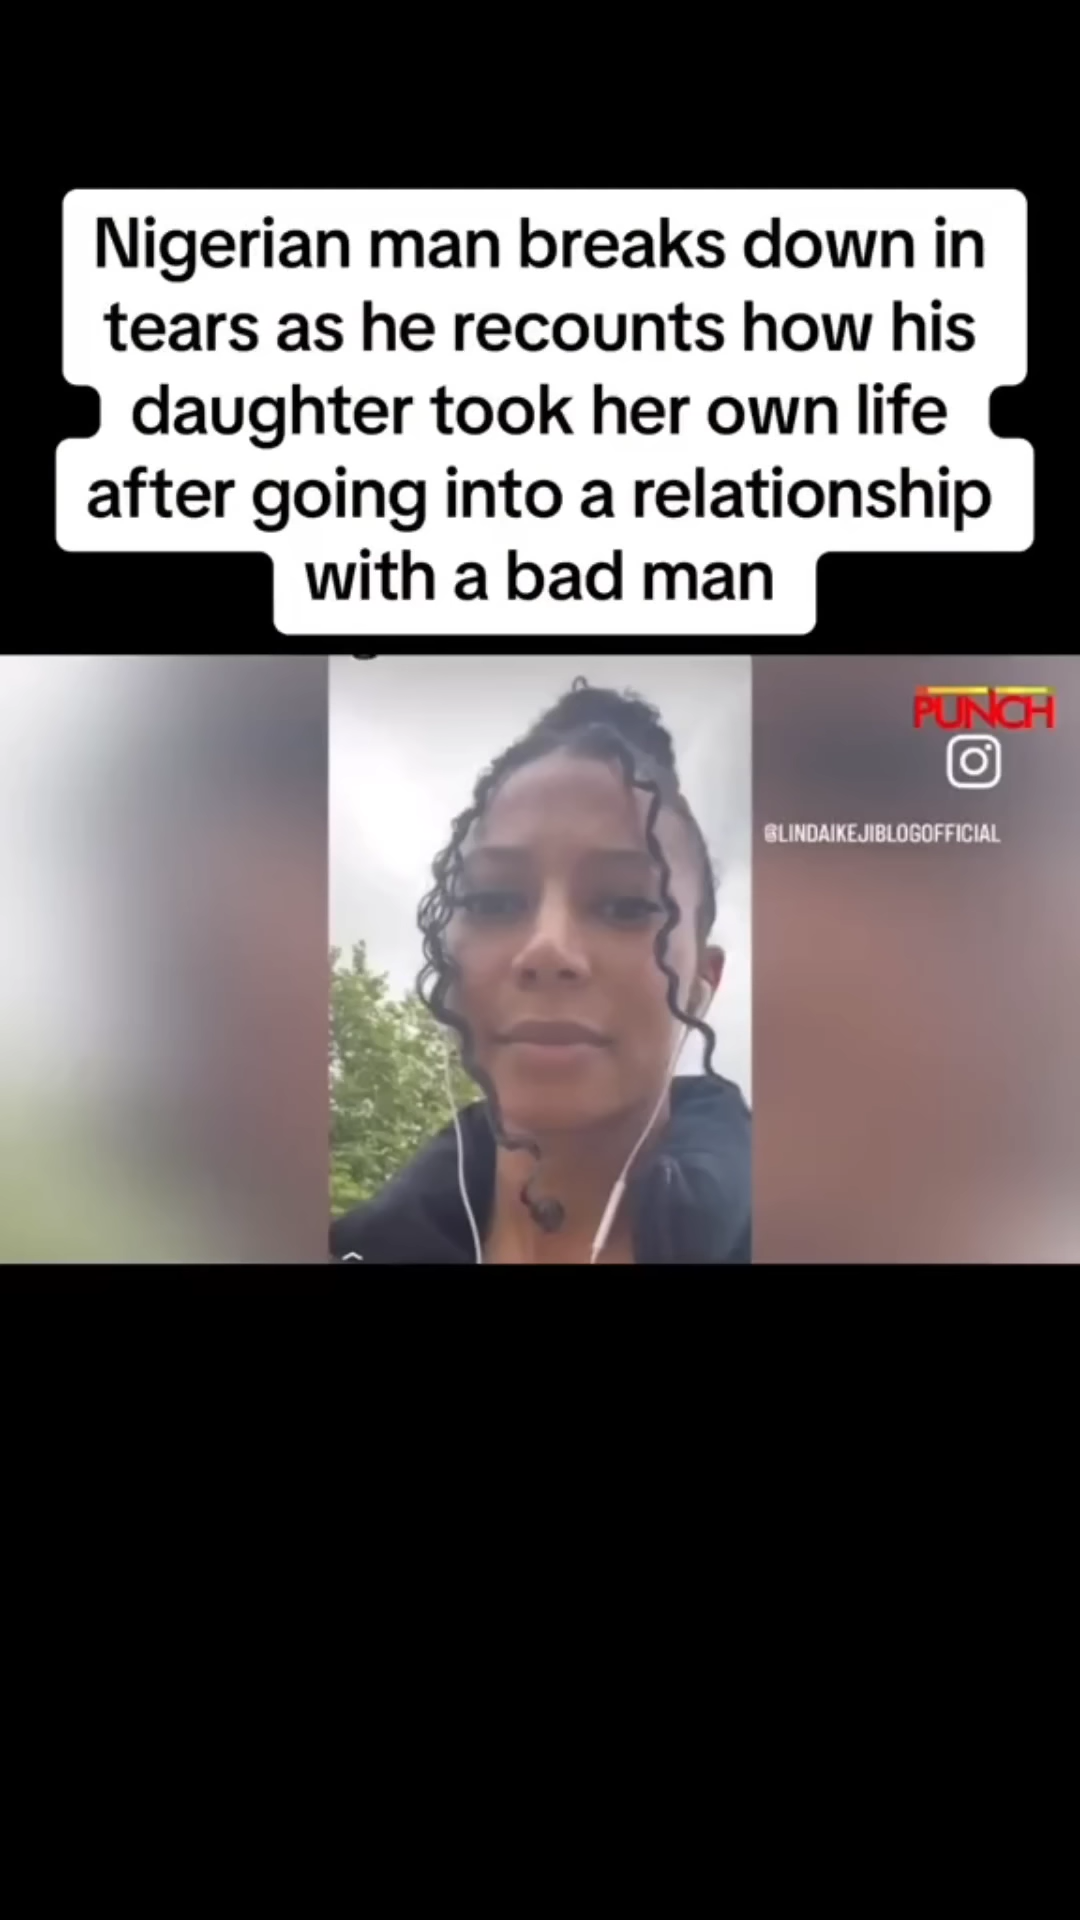 Nigerian man breaks down in
tears as he recounts how his
daughter took her own life
after going into a relationship
with a bad man
PUNCH
@LINDAIKEJIBLOGOFFICIAL